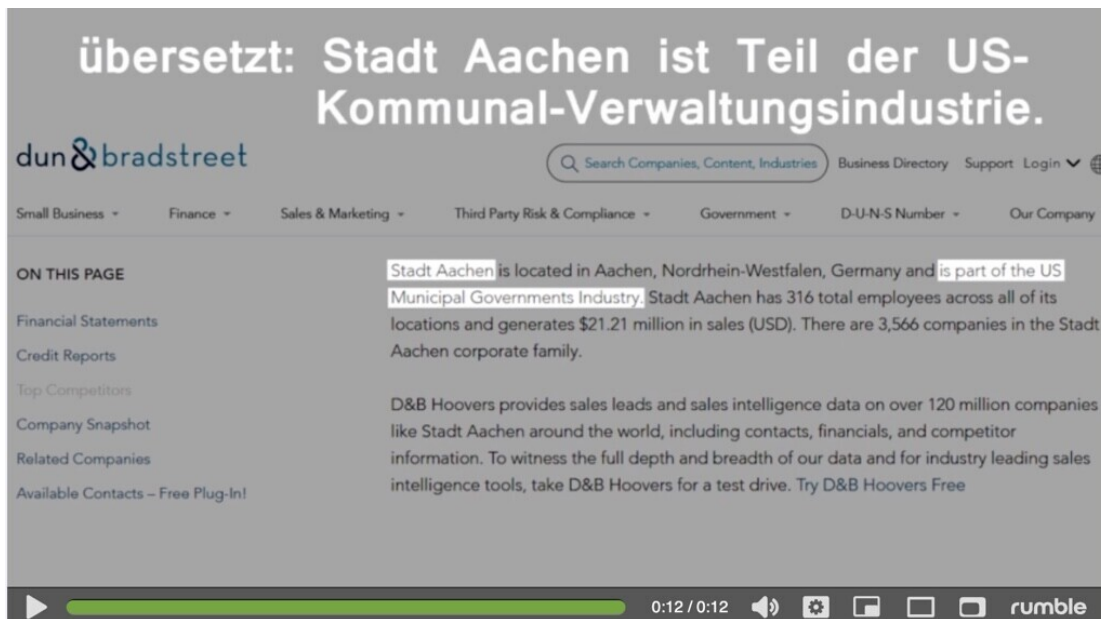 übersetzt: Stadt Aachen ist Teil der US-
Kommunal-Verwaltungsindustrie.
dun & bradstreet
Search Companies, Content, Industries
Business Directory Support Login
Small Business Finance Sales & Marketing Third Party Risk & Compliance Government D-U-N-S Number Our Company
ON THIS PAGE
Financial Statements
Credit Reports
Top Competitors
Company Snapshot
Related Companies
Available Contacts – Free Plug-In!
Stadt Aachen is located in Aachen, Nordrhein-Westfalen, Germany and is part of the US
Municipal Governments Industry. Stadt Aachen has 316 total employees across all of its
locations and generates $21.21 million in sales (USD). There are 3,566 companies in the Stadt
Aachen corporate family.
D&B Hoovers provides sales leads and sales intelligence data on over 120 million companies
like Stadt Aachen around the world, including contacts, financials, and competitor
information. To witness the full depth and breadth of our data and for industry leading sales
intelligence tools, take D&B Hoovers for a test drive. Try D&B Hoovers Free
0:12 / 0:12
rumble